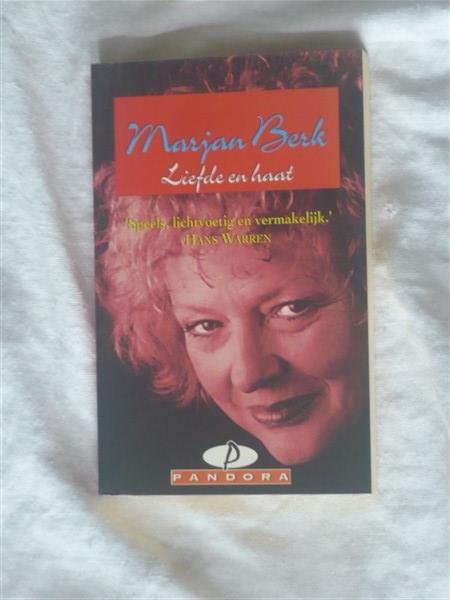 Marjan Berk
Liefde en haat
'Speels, lichtvoetig en vermakelijk.'
HANS WARREN
P
PANDORA